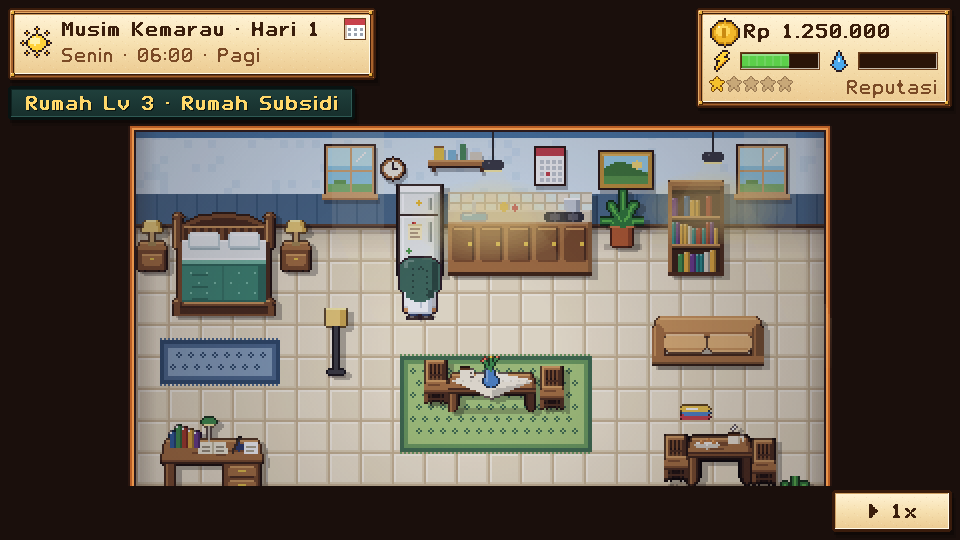 Musim Kemarau · Hari 1
Senin · 06:00 · Pagi
Rumah Lv 3 · Rumah Subsidi
Rp 1.250.000
Reputasi
1x